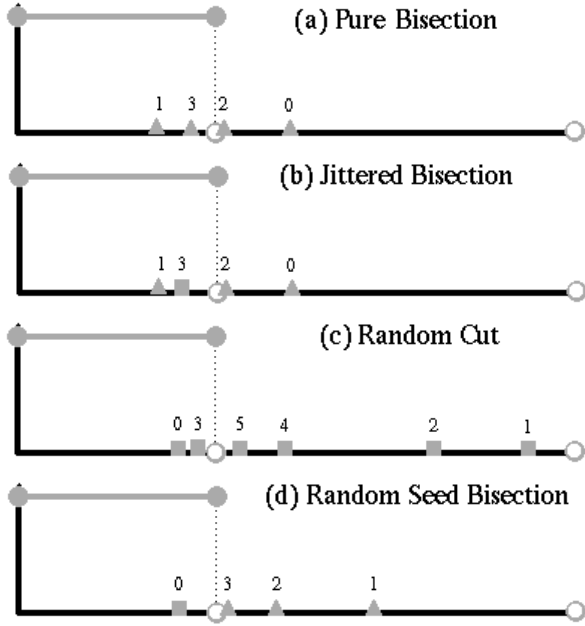 (a) Pure Bisection
1 3 2 0
(b) Jittered Bisection
1 3 2 0
(c) Random Cut
0 3 5 4 2 1
(d) Random Seed Bisection
0 3 2 1